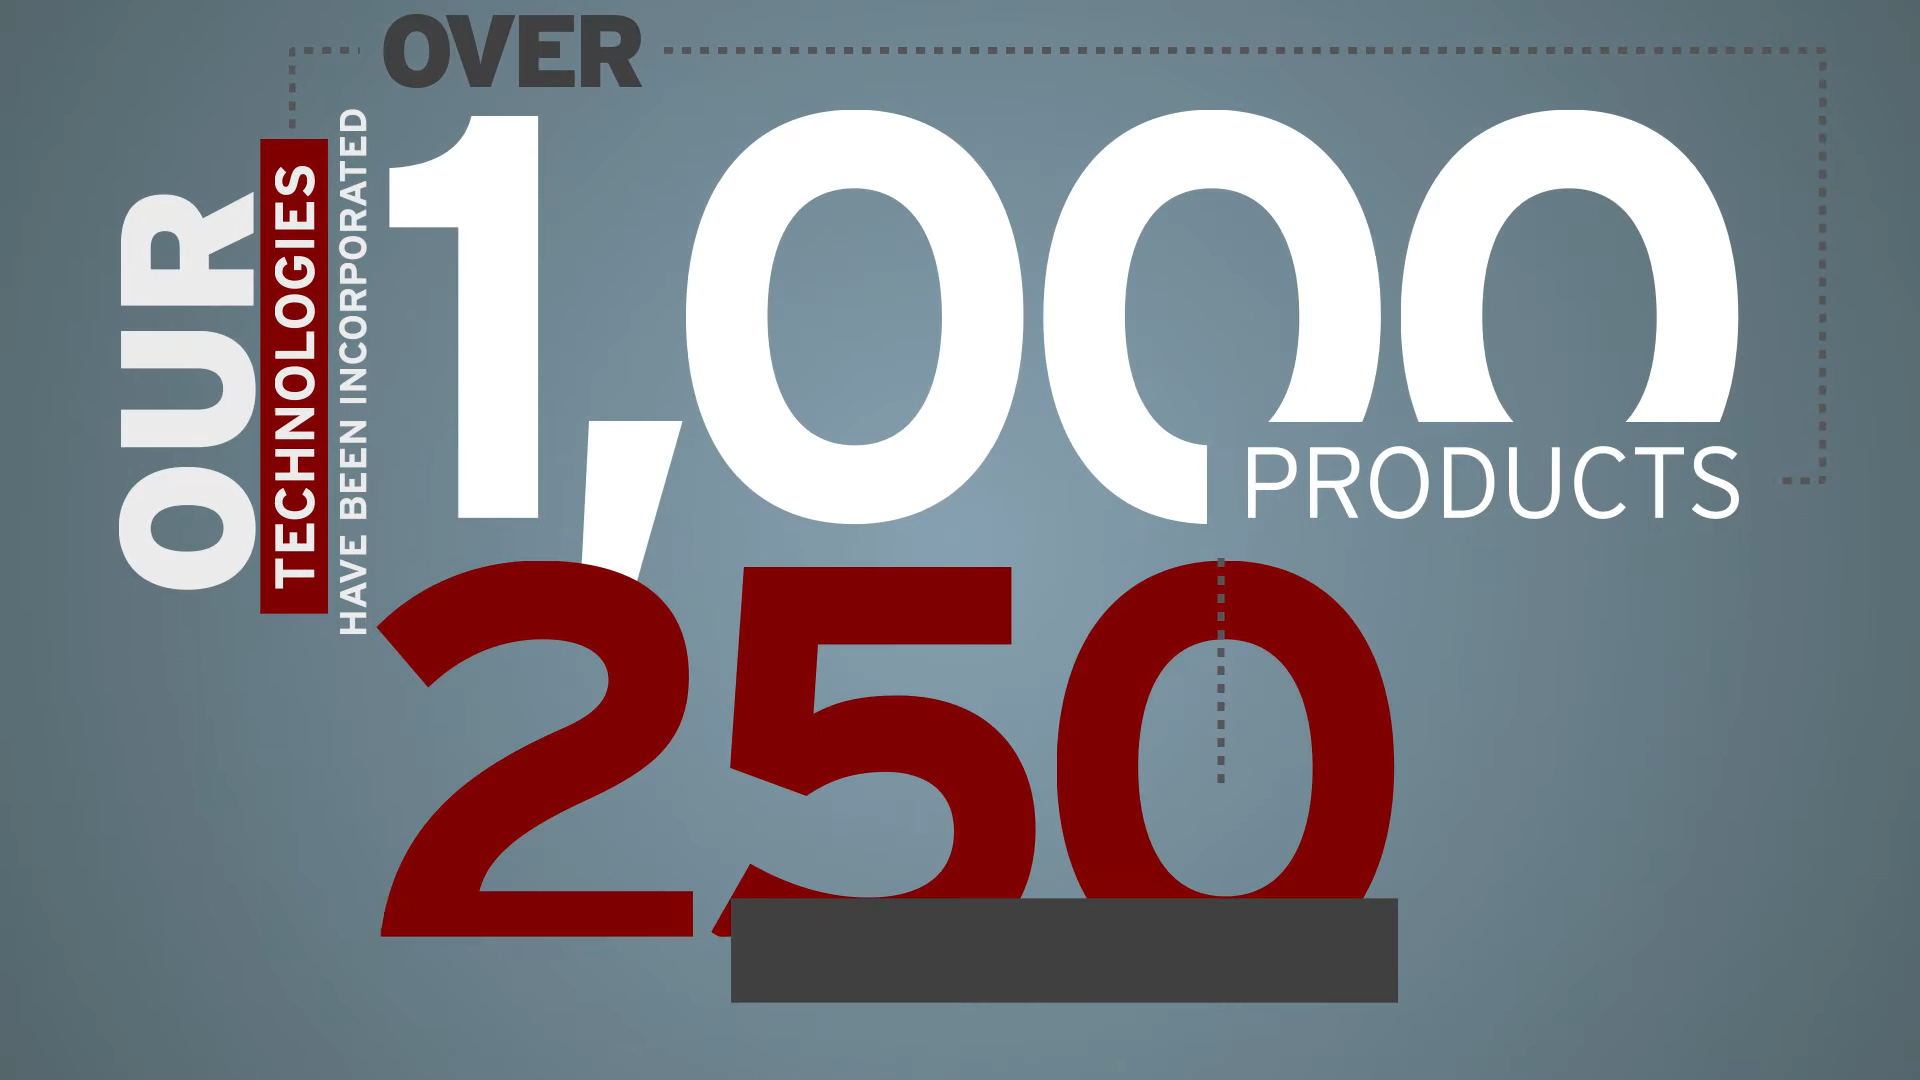 OUR
TECHNOLOGIES
HAVE BEEN INCORPORATED
OVER
1,000
PRODUCTS
250